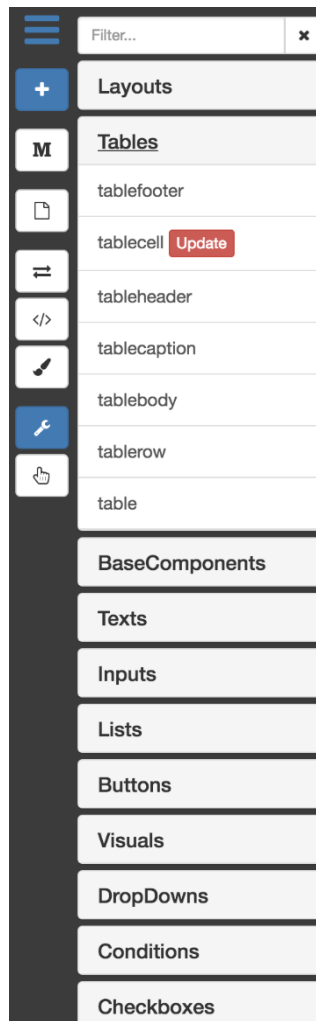 Filter...
Layouts
M
Tables
tablefooter
tablecell Update
tableheader
</>
tablecaption
tablebody
tablerow
table
BaseComponents
Texts
Inputs
Lists
Buttons
Visuals
DropDowns
Conditions
Checkboxes